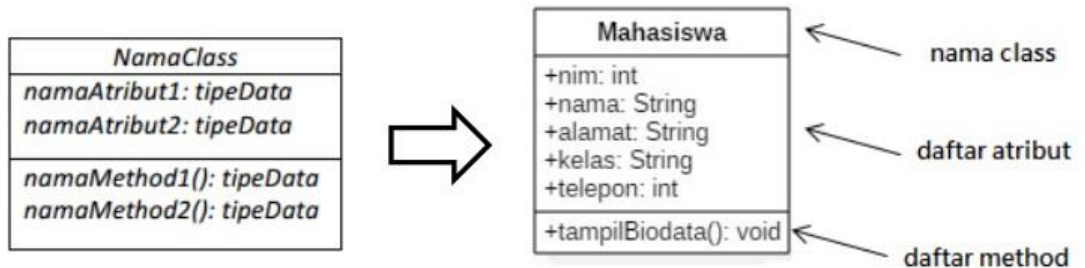 NamaClass
namaAtribut1: tipeData
namaAtribut2: tipeData
namaMethod1(): tipeData
namaMethod2(): tipeData
Mahasiswa
+nim: int
+nama: String
+alamat: String
+kelas: String
+telepon: int
+tampilBiodata(): void
nama class
daftar atribut
daftar method